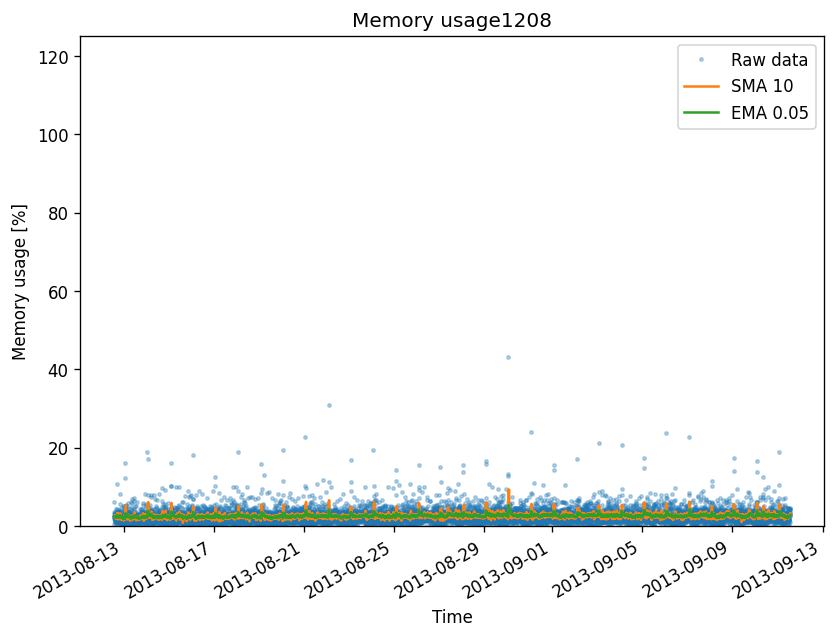 Memory usage1208
Raw data
SMA 10
EMA 0.05
Memory usage [%]
120
100
80
60
40
20
0
2013-08-13
2013-08-17
2013-08-21
2013-08-25
2013-08-29
2013-09-01
2013-09-05
2013-09-09
2013-09-13
Time